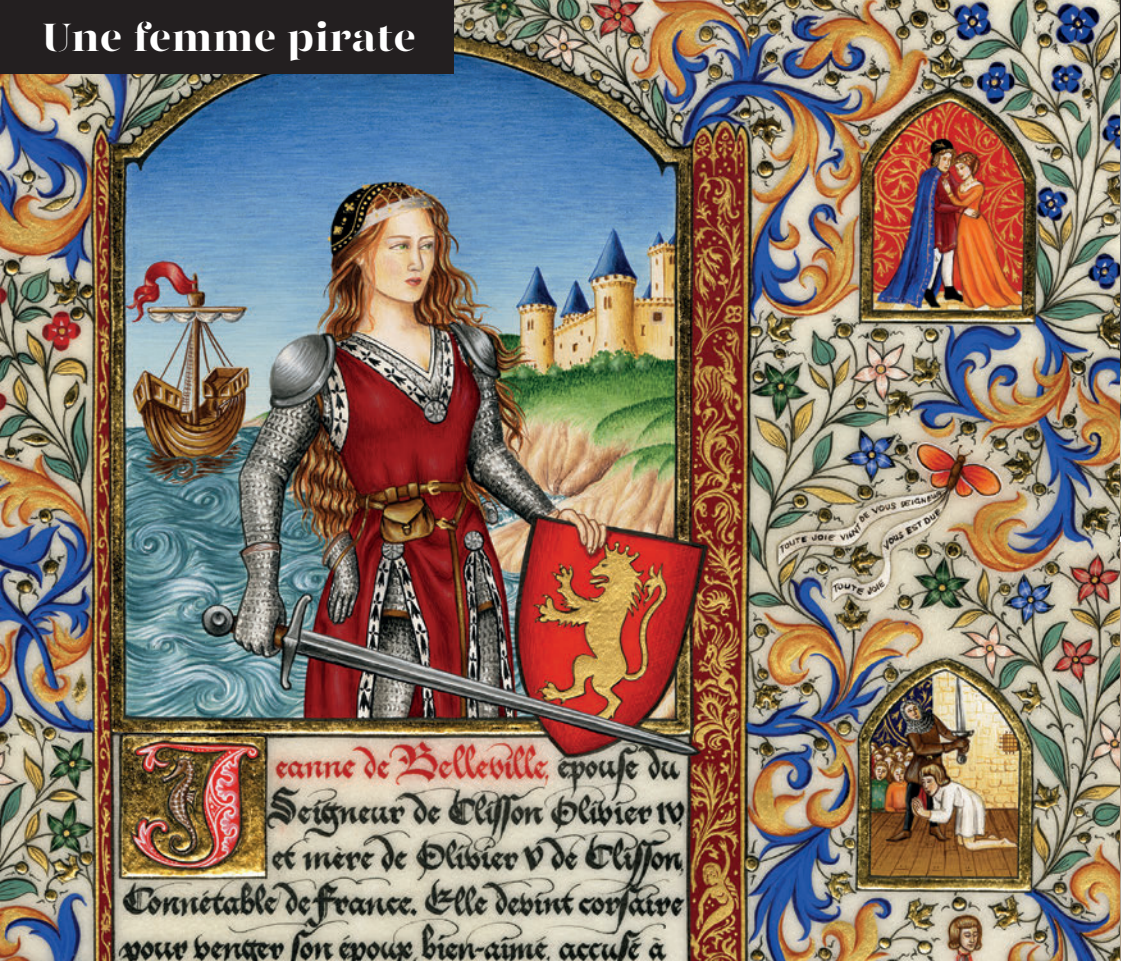 Une femme pirate
TOUTE JOIE VIENT DE VOUS SEIGNEUR
TOUTE JOIE VOUS EST DUE
Jeanne de Belleville, epouse du
Seigneur de Clisson Olivier IV,
et mère de Olivier V de Clisson,
Connétable de France. Elle devint corsaire
pour venger son époux bien-aimé, accusé à